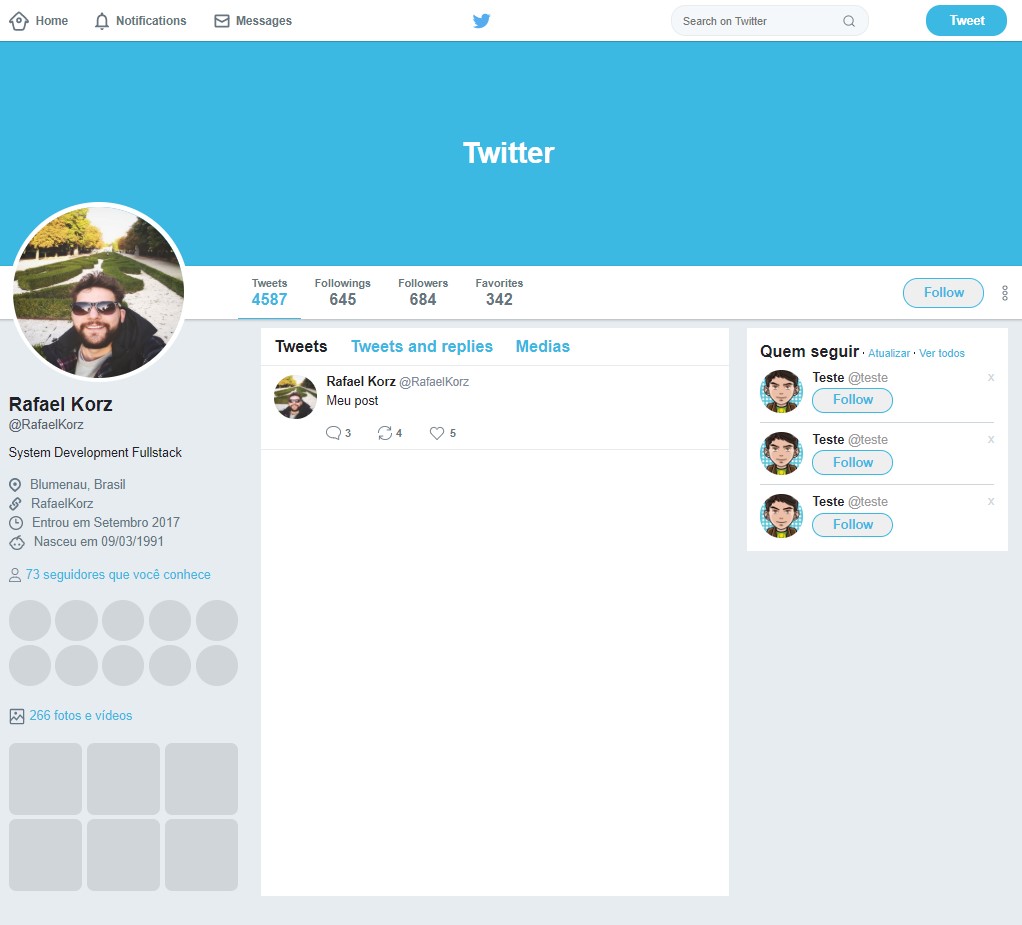 Home Notifications Messages Search on Twitter Tweet
Twitter
Tweets Followings Followers Favorites
4587 645 684 342
Follow
Rafael Korz
@RafaelKorz
System Development Fullstack
Blumenau, Brasil
RafaelKorz
Entrou em Setembro 2017
Nasceu em 09/03/1991
73 seguidores que você conhece
266 fotos e vídeos
Tweets Tweets and replies Medias
Rafael Korz @RafaelKorz
Meu post
3 4 5
Quem seguir · Atualizar · Ver todos
Teste @teste x
Follow
Teste @teste x
Follow
Teste @teste x
Follow